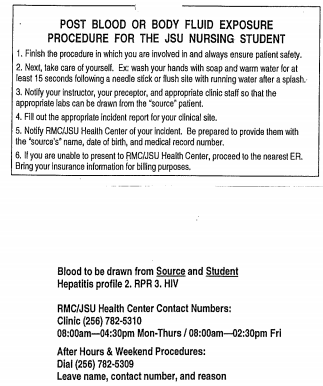 POST BLOOD OR BODY FLUID EXPOSURE
PROCEDURE FOR THE JSU NURSING STUDENT
1. Finish the procedure in which you are involved in and always ensure patient safety.
2. Next, take care of yourself. Ex: wash your hands with soap and warm water for at
least 15 seconds following a needle stick or flush site with running water after a splash.
3. Notify your instructor, your preceptor, and appropriate clinic staff so that the
appropriate labs can be drawn from the "source" patient.
4. Fill out the appropriate incident report for your clinical site.
5. Notify RMC/JSU Health Center of your incident. Be prepared to provide them with
the "source's" name, date of birth, and medical record number.
6. If you are unable to present to RMC/JSU Health Center, proceed to the nearest ER.
Bring your insurance information for billing purposes.
Blood to be drawn from Source and Student
Hepatitis profile 2. RPR 3. HIV
RMC/JSU Health Center Contact Numbers:
Clinic (256) 782-5310
08:00am—04:30pm Mon-Thurs / 08:00am—02:30pm Fri
After Hours & Weekend Procedures:
Dial (256) 782-5309
Leave name, contact number, and reason